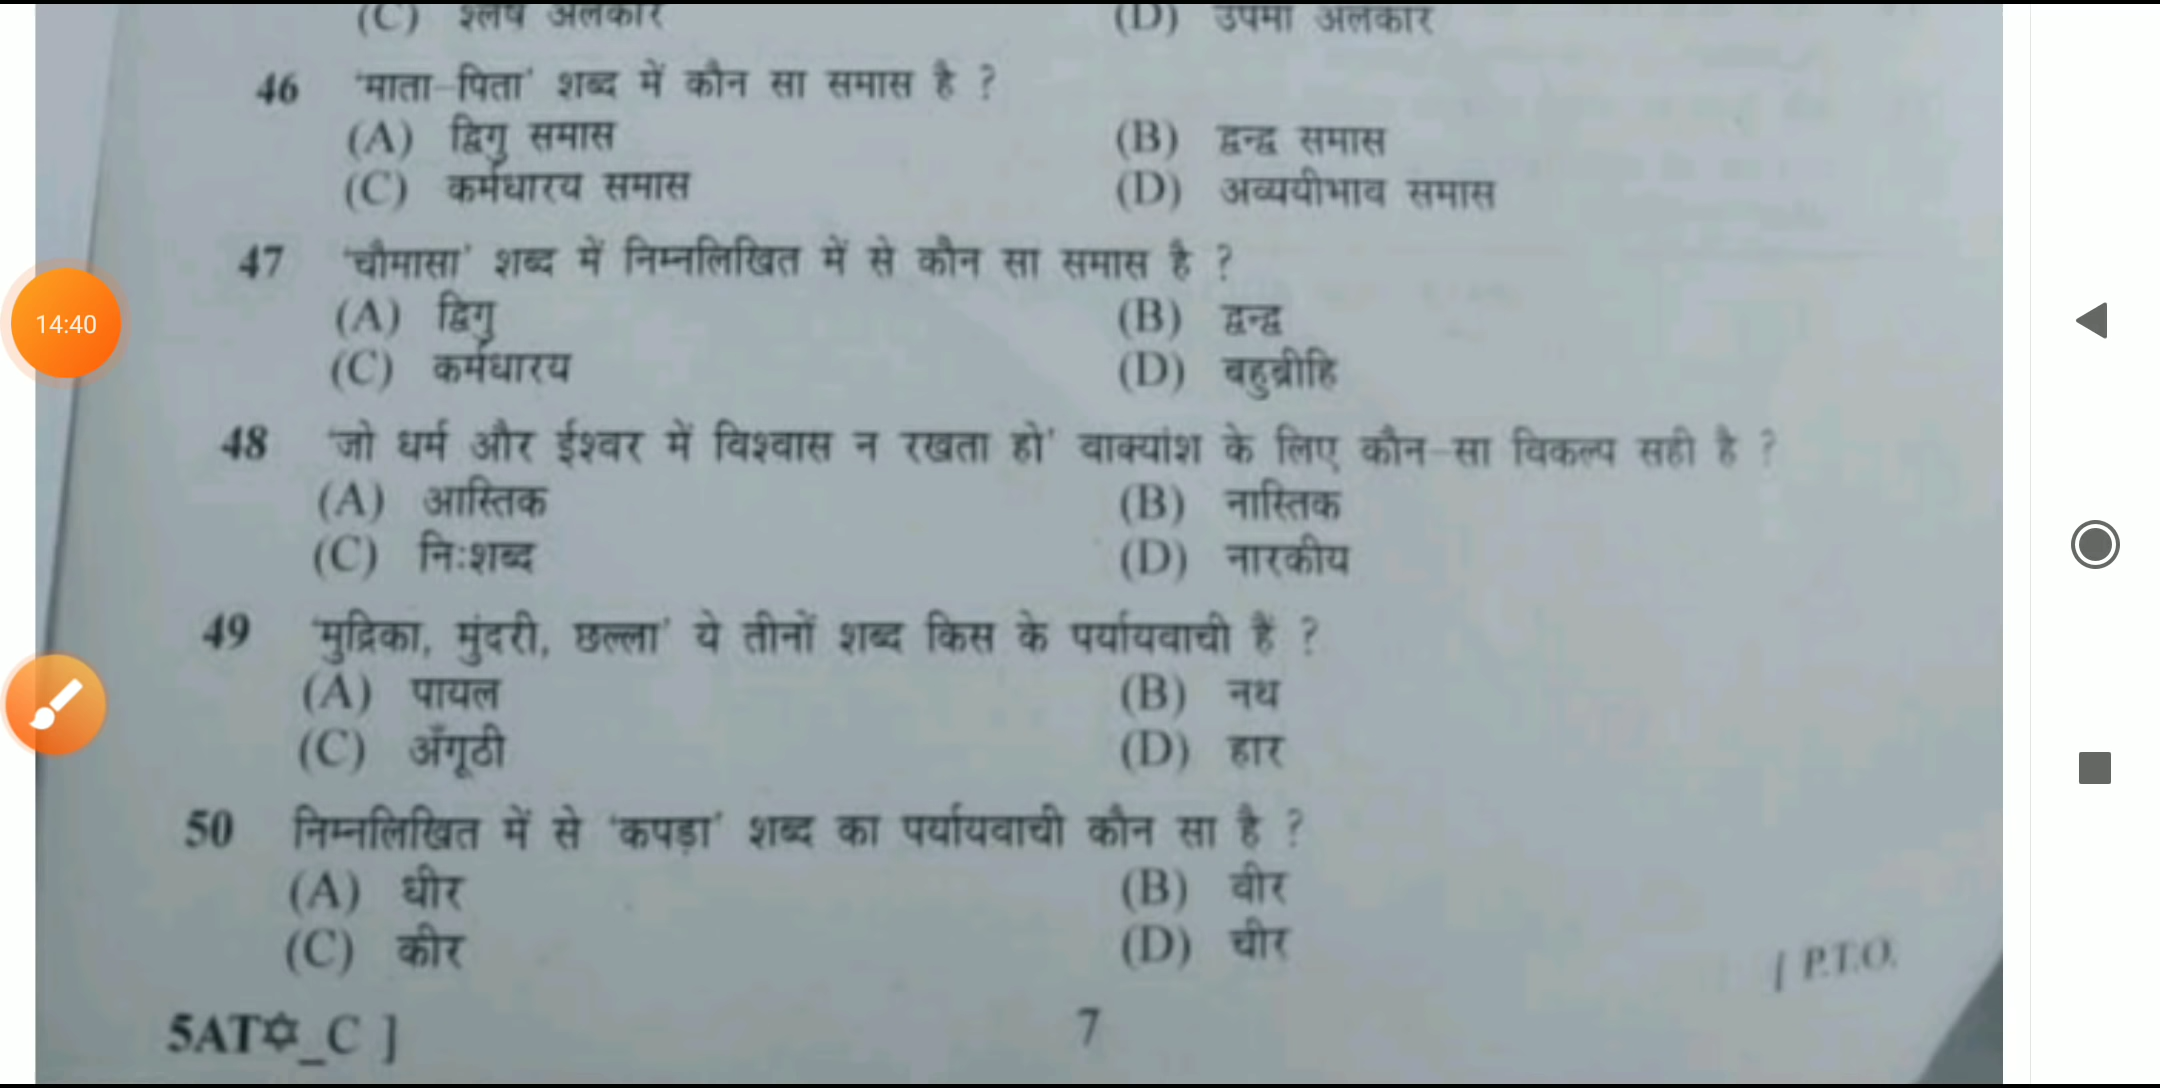 (C) श्लेष अलंकार (D) उपमा अलंकार
46 'माता-पिता' शब्द में कौन सा समास है ?
(A) द्विगु समास (B) द्वन्द्व समास
(C) कर्मधारय समास (D) अव्ययीभाव समास
47 'चौमासा' शब्द में निम्नलिखित में से कौन सा समास है ?
(A) द्विगु (B) द्वन्द्व
(C) कर्मधारय (D) बहुब्रीहि
14:40
48 'जो धर्म और ईश्वर में विश्वास न रखता हो' वाक्यांश के लिए कौन-सा विकल्प सही है ?
(A) आस्तिक (B) नास्तिक
(C) निःशब्द (D) नारकीय
49 'मुद्रिका, मुंदरी, छल्ला' ये तीनों शब्द किस के पर्यायवाची हैं ?
(A) पायल (B) नथ
(C) अँगूठी (D) हार
50 निम्नलिखित में से 'कपड़ा' शब्द का पर्यायवाची कौन सा है ?
(A) धीर (B) वीर
(C) कीर (D) चीर
[ P.T.O.
5AT✡_C ] 7